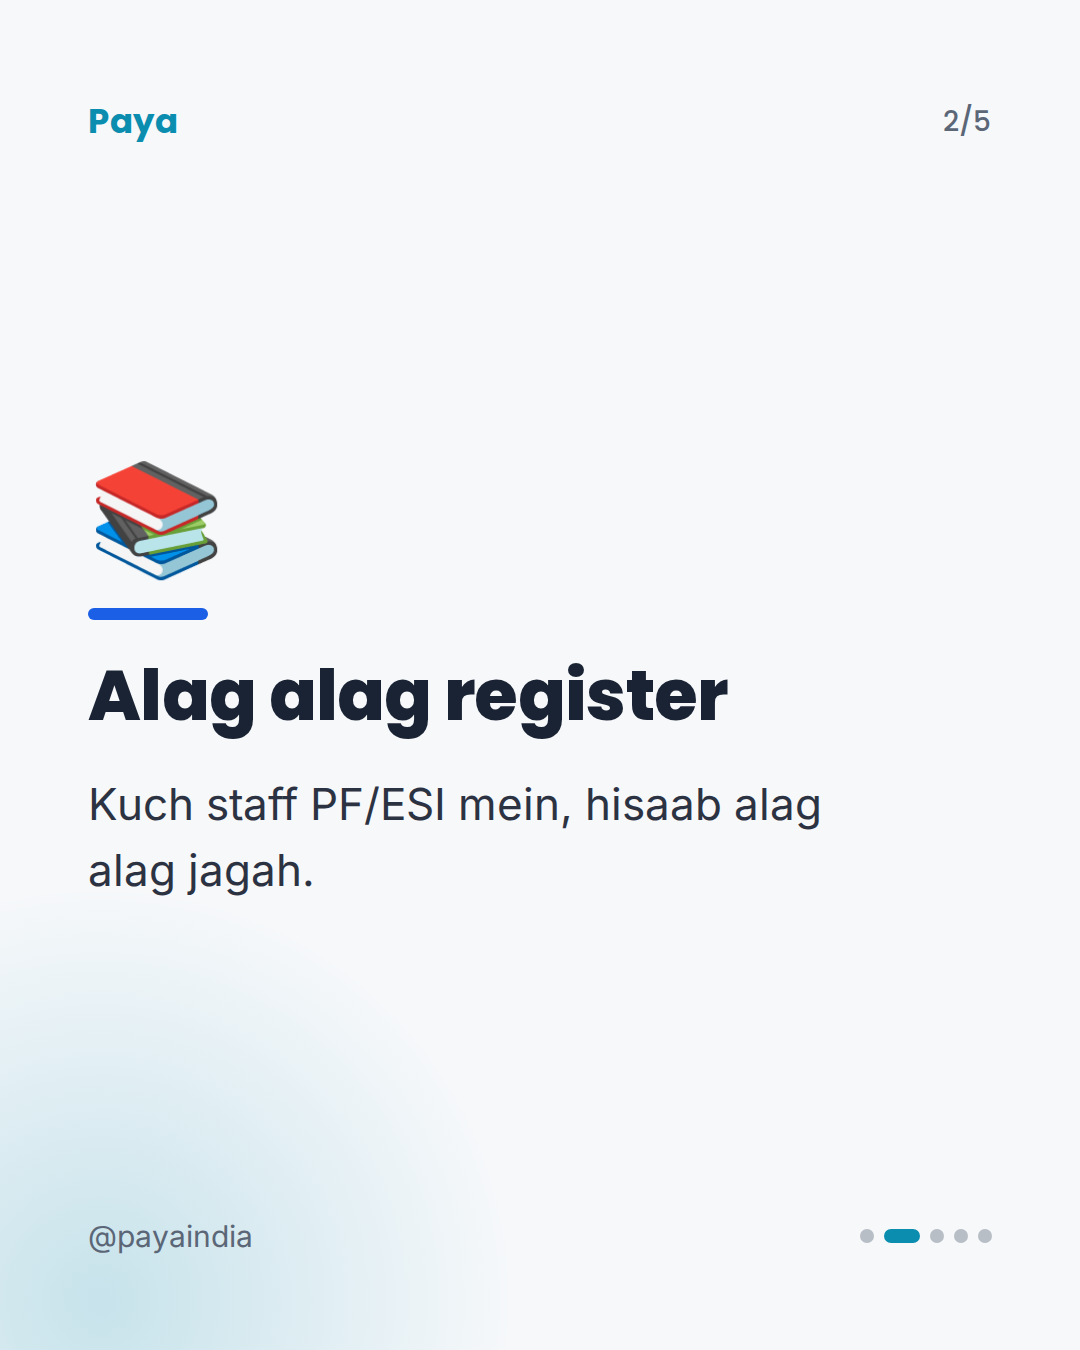 Paya
2/5
Alag alag register
Kuch staff PF/ESI mein, hisaab alag
alag jagah.
@payaindia